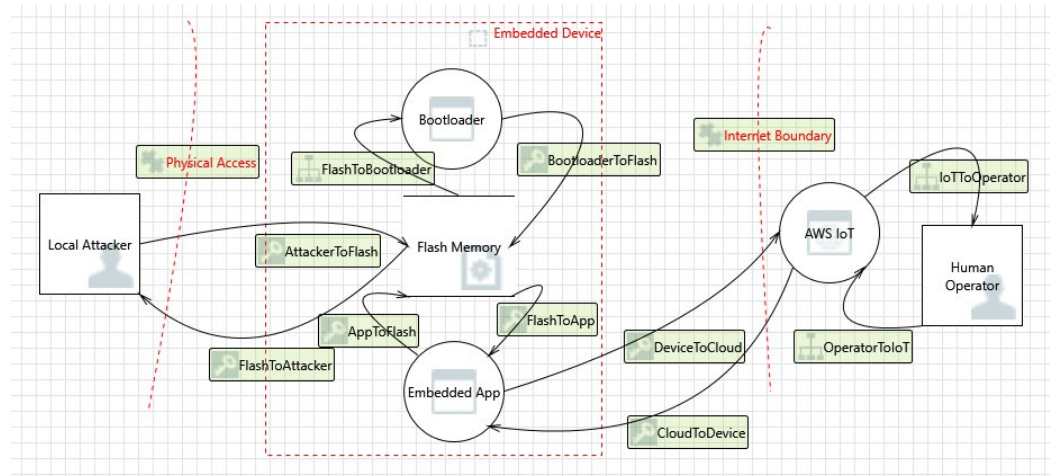 Embedded Device
Bootloader
Internet Boundary
Physical Access
FlashToBootloader
BootloaderToFlash
IoTToOperator
Local Attacker
AttackerToFlash
Flash Memory
AWS IoT
Human
Operator
AppToFlash
FlashToApp
FlashToAttacker
DeviceToCloud
OperatorToIoT
Embedded App
CloudToDevice